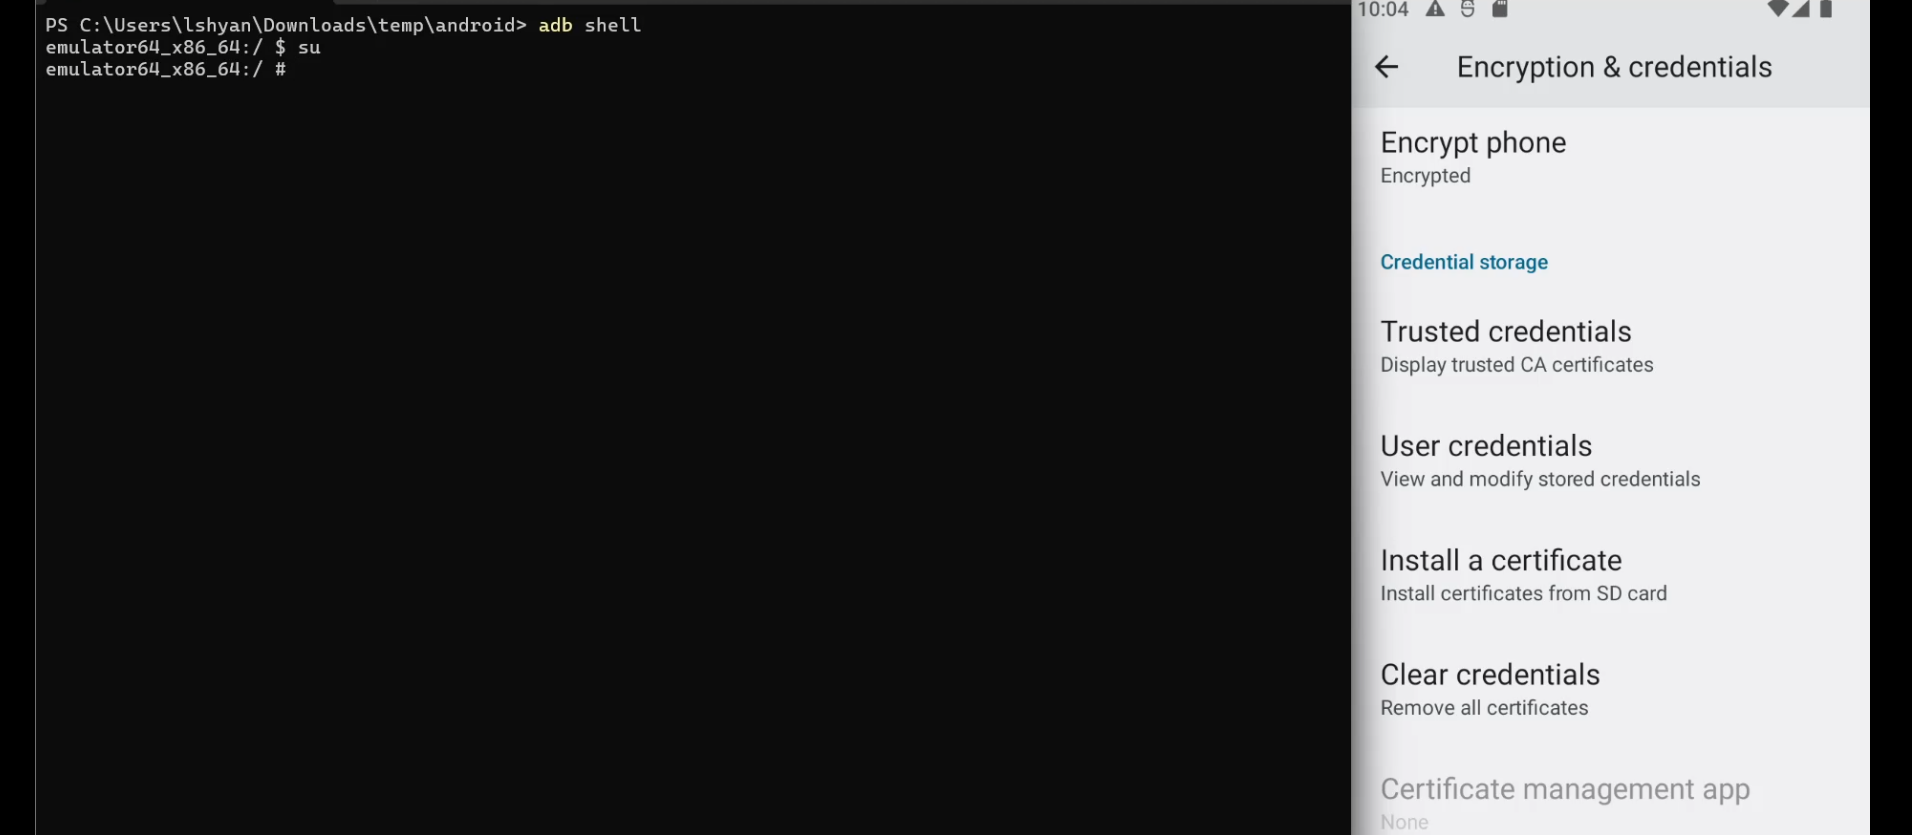 PS C:\Users\lshyan\Downloads\temp\android> adb shell
emulator64_x86_64:/ $ su
emulator64_x86_64:/ #
10:04
Encryption & credentials
Encrypt phone
Encrypted
Credential storage
Trusted credentials
Display trusted CA certificates
User credentials
View and modify stored credentials
Install a certificate
Install certificates from SD card
Clear credentials
Remove all certificates
Certificate management app
None